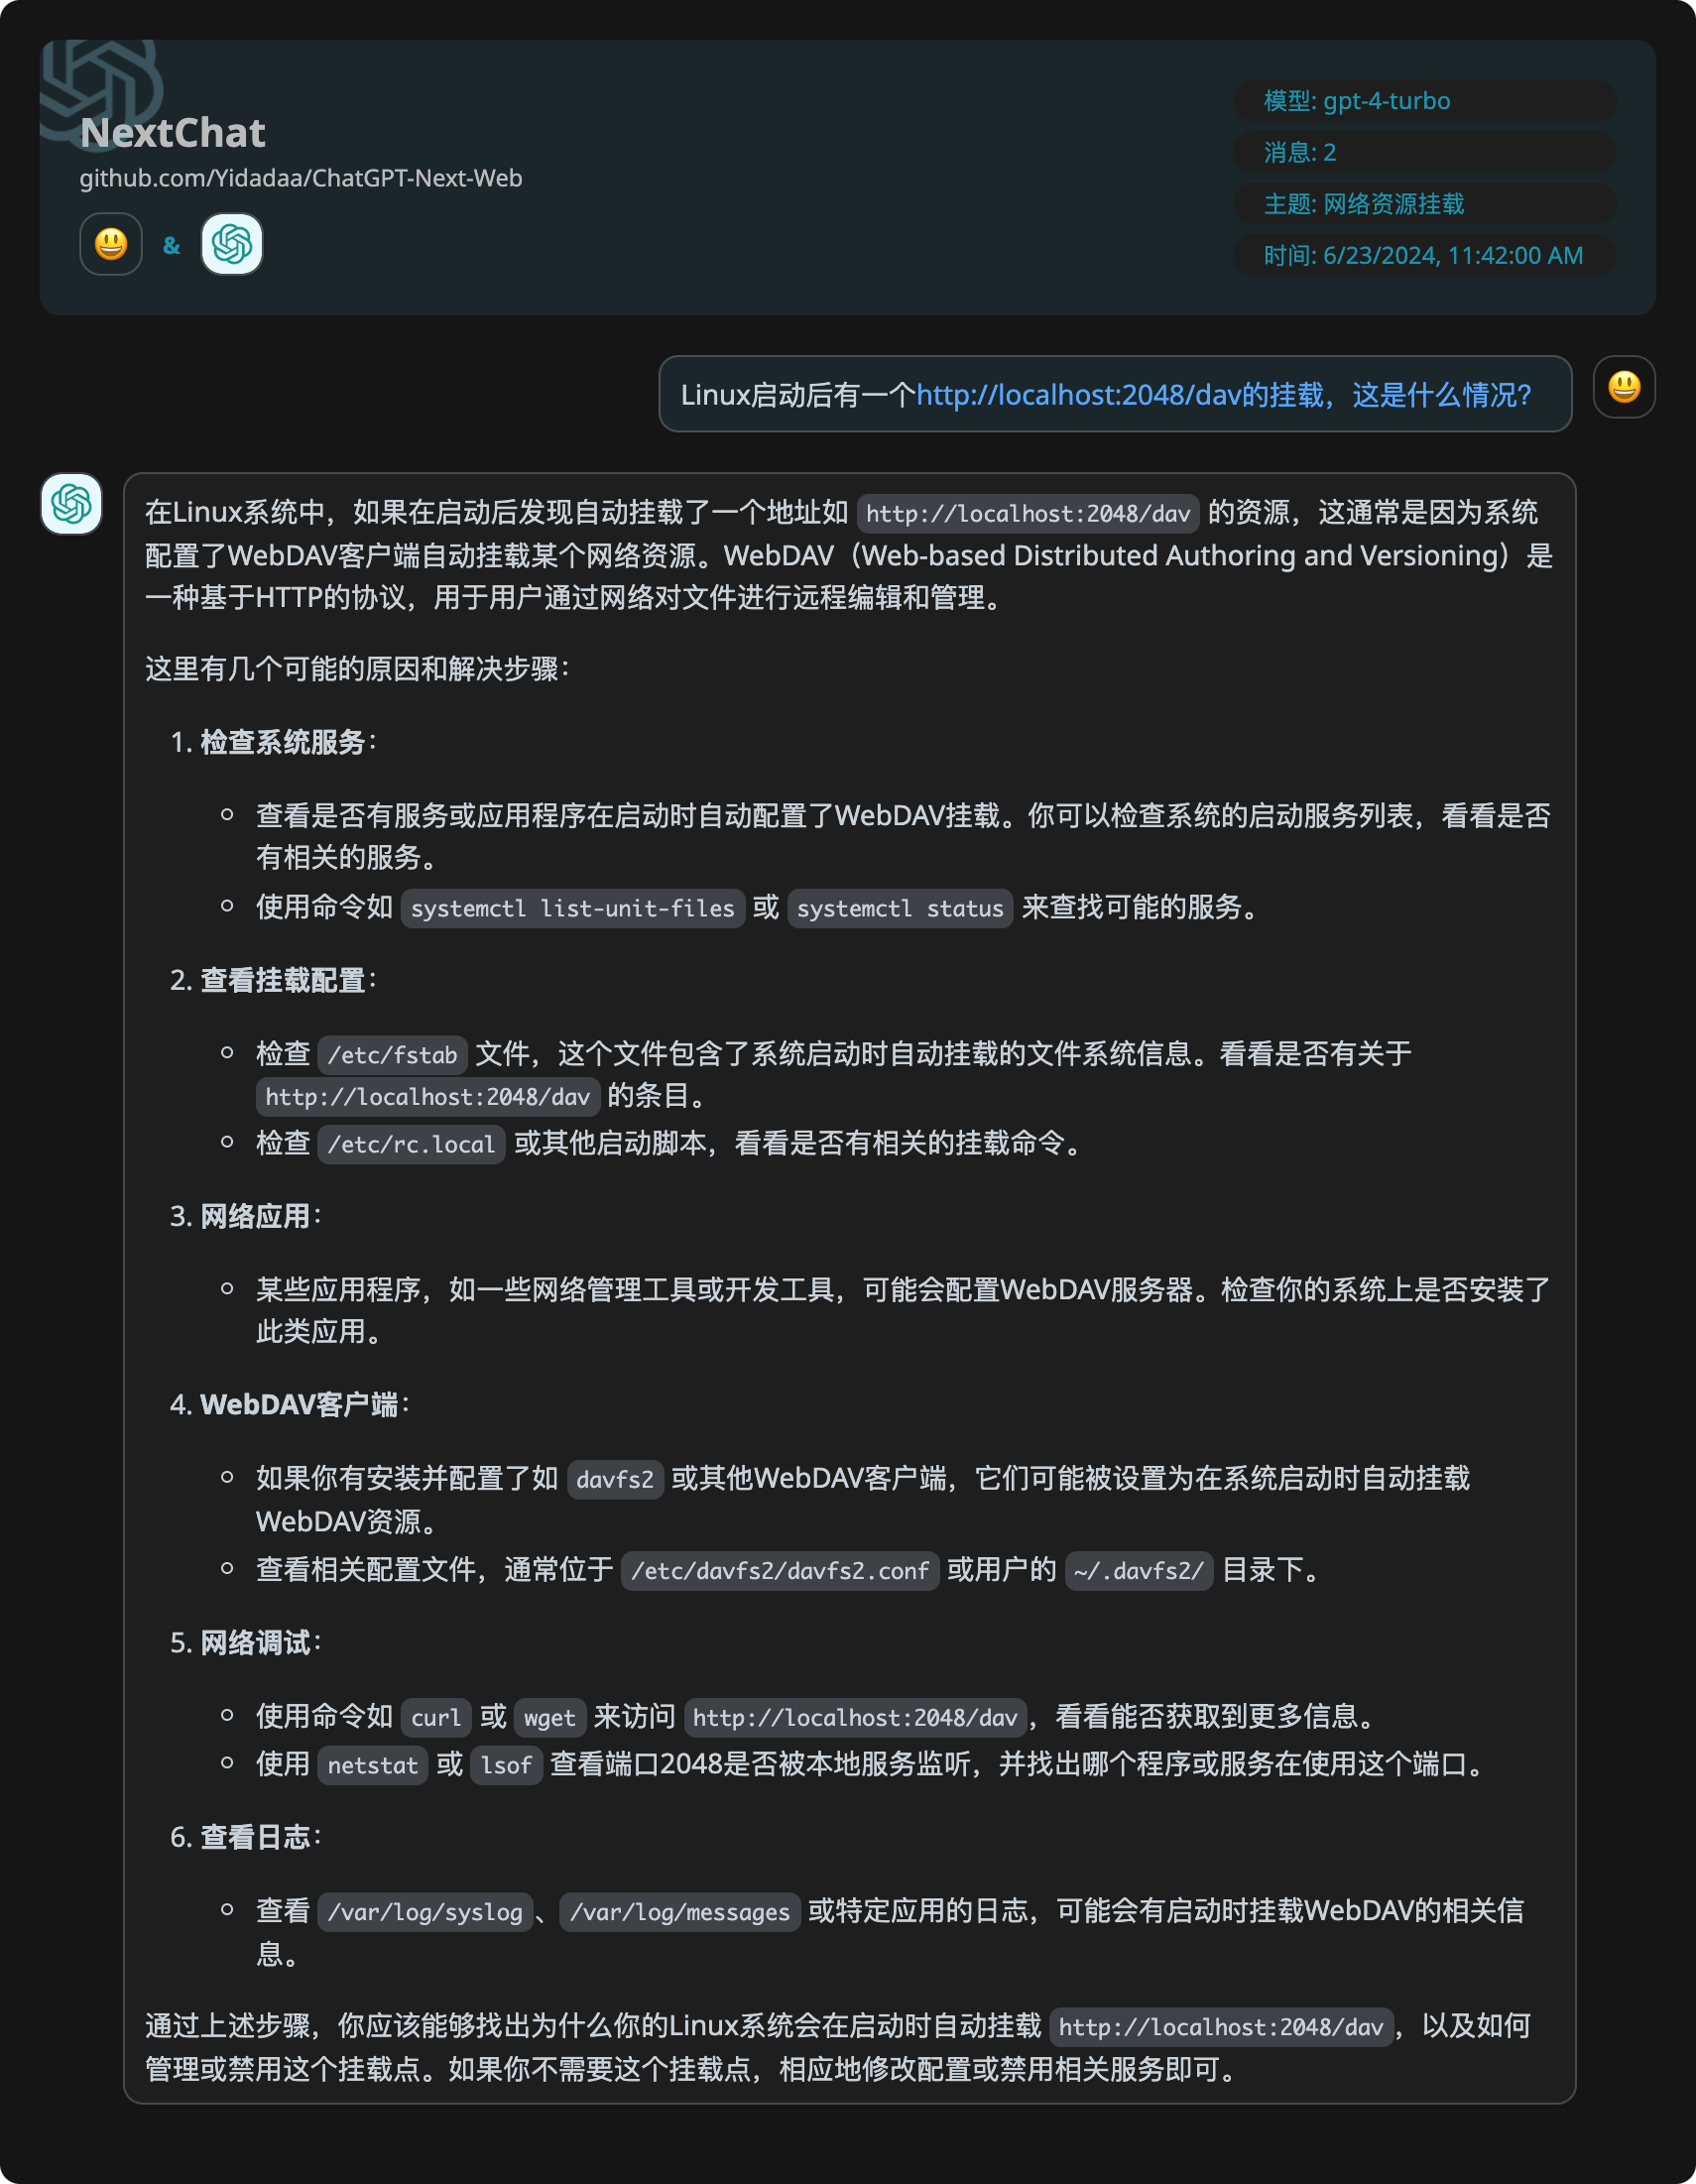 NextChat
github.com/Yidadaa/ChatGPT-Next-Web
&
模型: gpt-4-turbo
消息: 2
主题: 网络资源挂载
时间: 6/23/2024, 11:42:00 AM
Linux启动后有一个http://localhost:2048/dav的挂载，这是什么情况？
在Linux系统中，如果在启动后发现自动挂载了一个地址如 http://localhost:2048/dav 的资源，这通常是因为系统
配置了WebDAV客户端自动挂载某个网络资源。WebDAV（Web-based Distributed Authoring and Versioning）是
一种基于HTTP的协议，用于用户通过网络对文件进行远程编辑和管理。
这里有几个可能的原因和解决步骤：
1. 检查系统服务：
查看是否有服务或应用程序在启动时自动配置了WebDAV挂载。你可以检查系统的启动服务列表，看看是否
有相关的服务。
使用命令如 systemctl list-unit-files 或 systemctl status 来查找可能的服务。
2. 查看挂载配置：
检查 /etc/fstab 文件，这个文件包含了系统启动时自动挂载的文件系统信息。看看是否有关于
http://localhost:2048/dav 的条目。
检查 /etc/rc.local 或其他启动脚本，看看是否有相关的挂载命令。
3. 网络应用：
某些应用程序，如一些网络管理工具或开发工具，可能会配置WebDAV服务器。检查你的系统上是否安装了
此类应用。
4. WebDAV客户端：
如果你有安装并配置了如 davfs2 或其他WebDAV客户端，它们可能被设置为在系统启动时自动挂载
WebDAV资源。
查看相关配置文件，通常位于 /etc/davfs2/davfs2.conf 或用户的 ~/.davfs2/ 目录下。
5. 网络调试：
使用命令如 curl 或 wget 来访问 http://localhost:2048/dav，看看能否获取到更多信息。
使用 netstat 或 lsof 查看端口2048是否被本地服务监听，并找出哪个程序或服务在使用这个端口。
6. 查看日志：
查看 /var/log/syslog、/var/log/messages 或特定应用的日志，可能会有启动时挂载WebDAV的相关信
息。
通过上述步骤，你应该能够找出为什么你的Linux系统会在启动时自动挂载 http://localhost:2048/dav，以及如何
管理或禁用这个挂载点。如果你不需要这个挂载点，相应地修改配置或禁用相关服务即可。